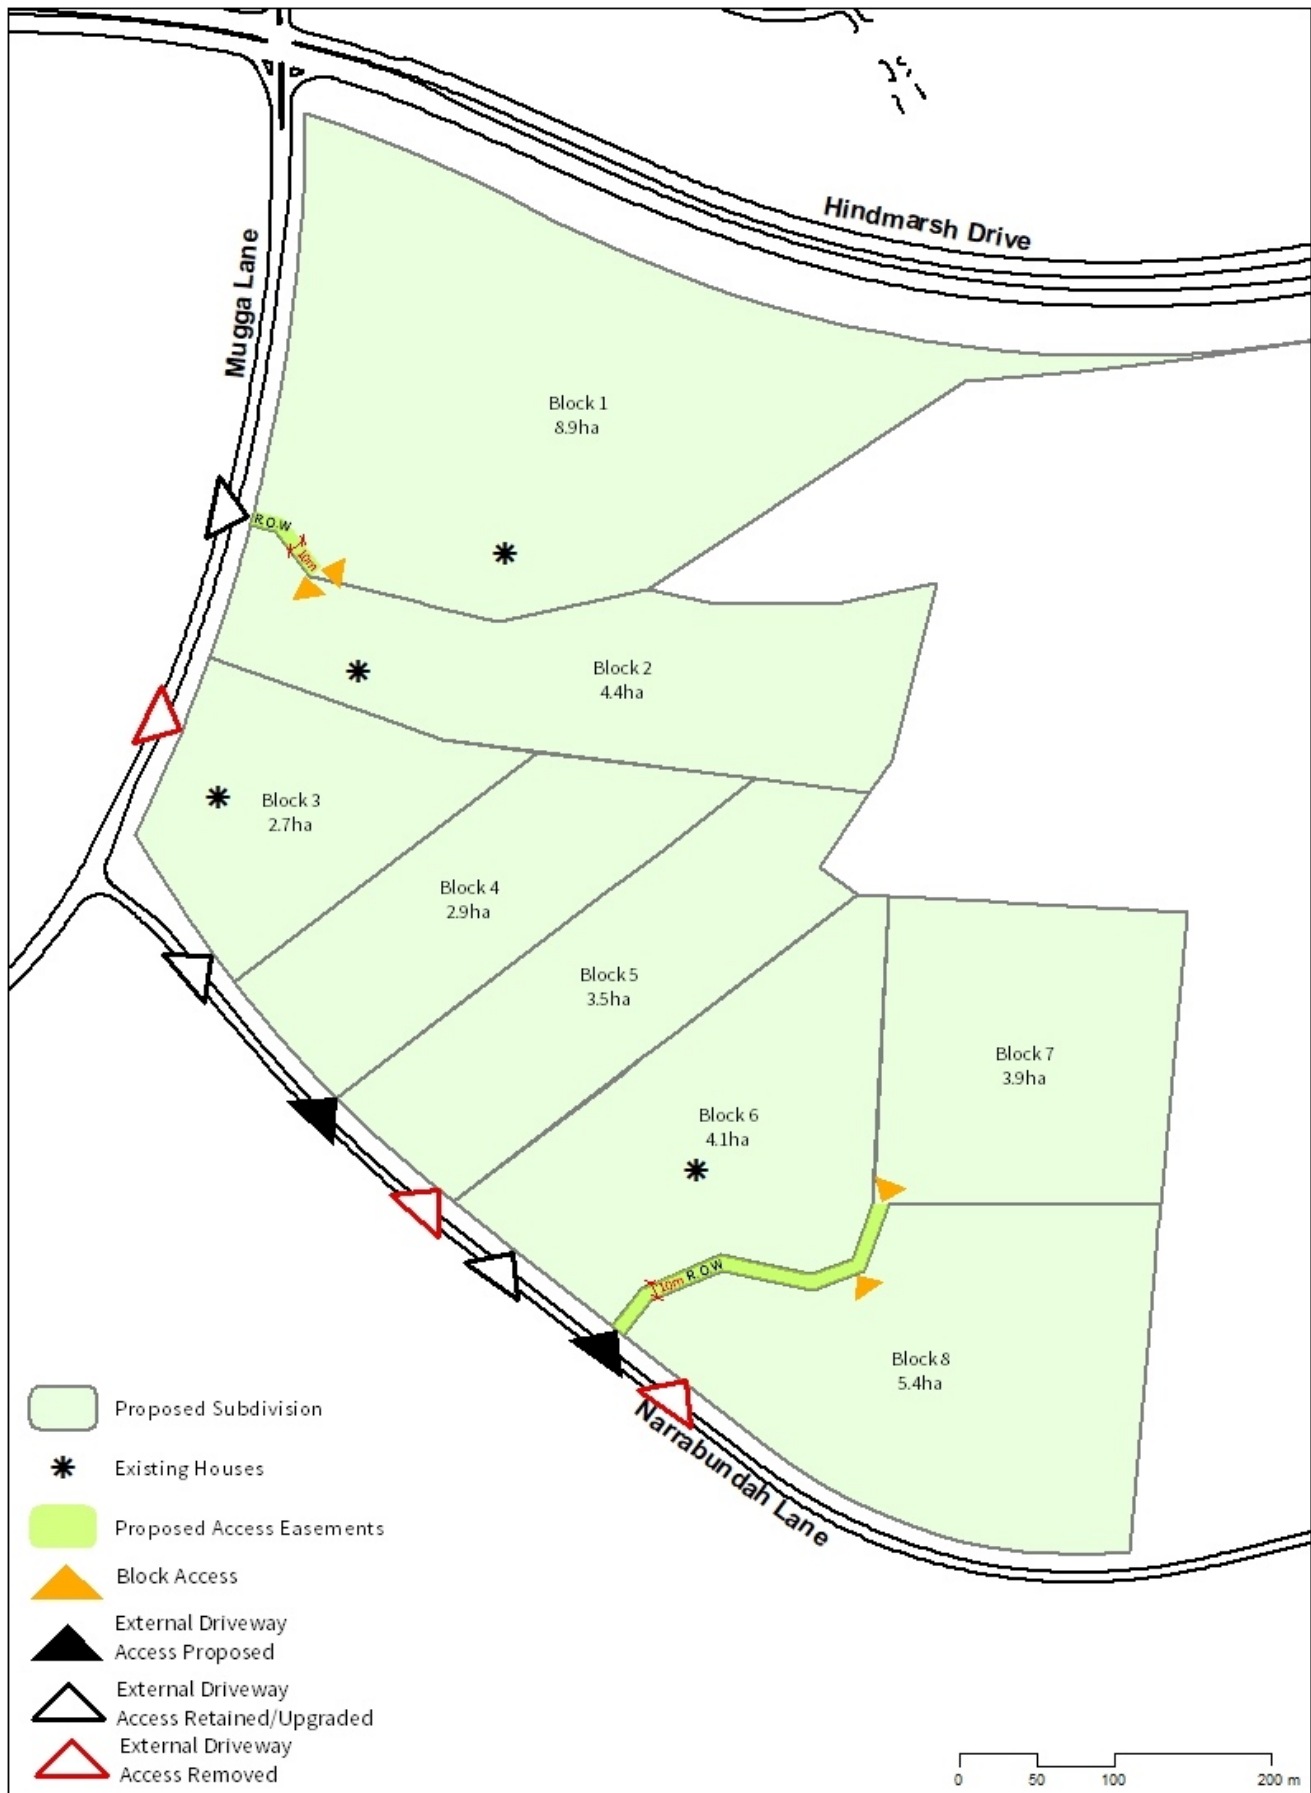 Hindmarsh Drive
Mugga Lane
Block 1
8.9ha
R.O.W
10m
Block 2
4.4ha
Block 3
2.7ha
Block 4
2.9ha
Block 5
3.5ha
Block 6
4.1ha
Block 7
3.9ha
10m R.O.W
Block 8
5.4ha
Narrabundah Lane
Proposed Subdivision
Existing Houses
Proposed Access Easements
Block Access
External Driveway
Access Proposed
External Driveway
Access Retained/Upgraded
External Driveway
Access Removed
0 50 100 200 m